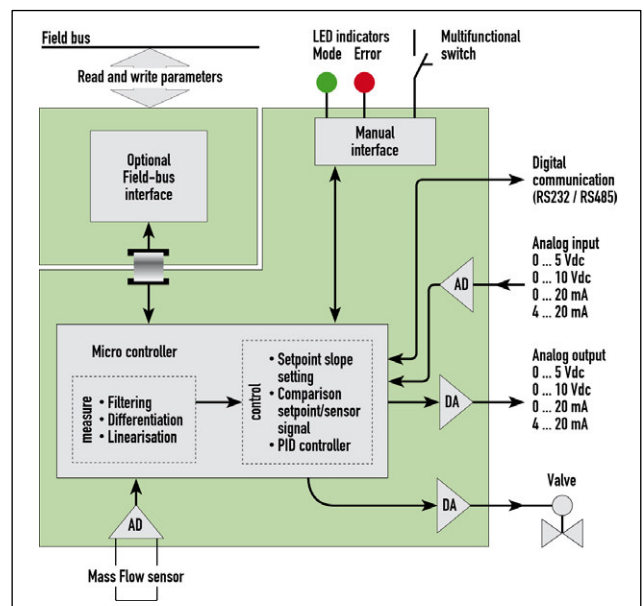 Field bus
Read and write parameters
LED indicators
Mode Error
Multifunctional
switch
Manual
interface
Optional
Field-bus
interface
Digital
communication
(RS232 / RS485)
Analog input
0 ... 5 Vdc
0 ... 10 Vdc
0 ... 20 mA
4 ... 20 mA
AD
Micro controller
measure
• Filtering
• Differentiation
• Linearisation
control
• Setpoint slope
setting
• Comparison
setpoint/sensor
signal
• PID controller
DA
Analog output
0 ... 5 Vdc
0 ... 10 Vdc
0 ... 20 mA
4 ... 20 mA
DA
Valve
AD
Mass Flow sensor